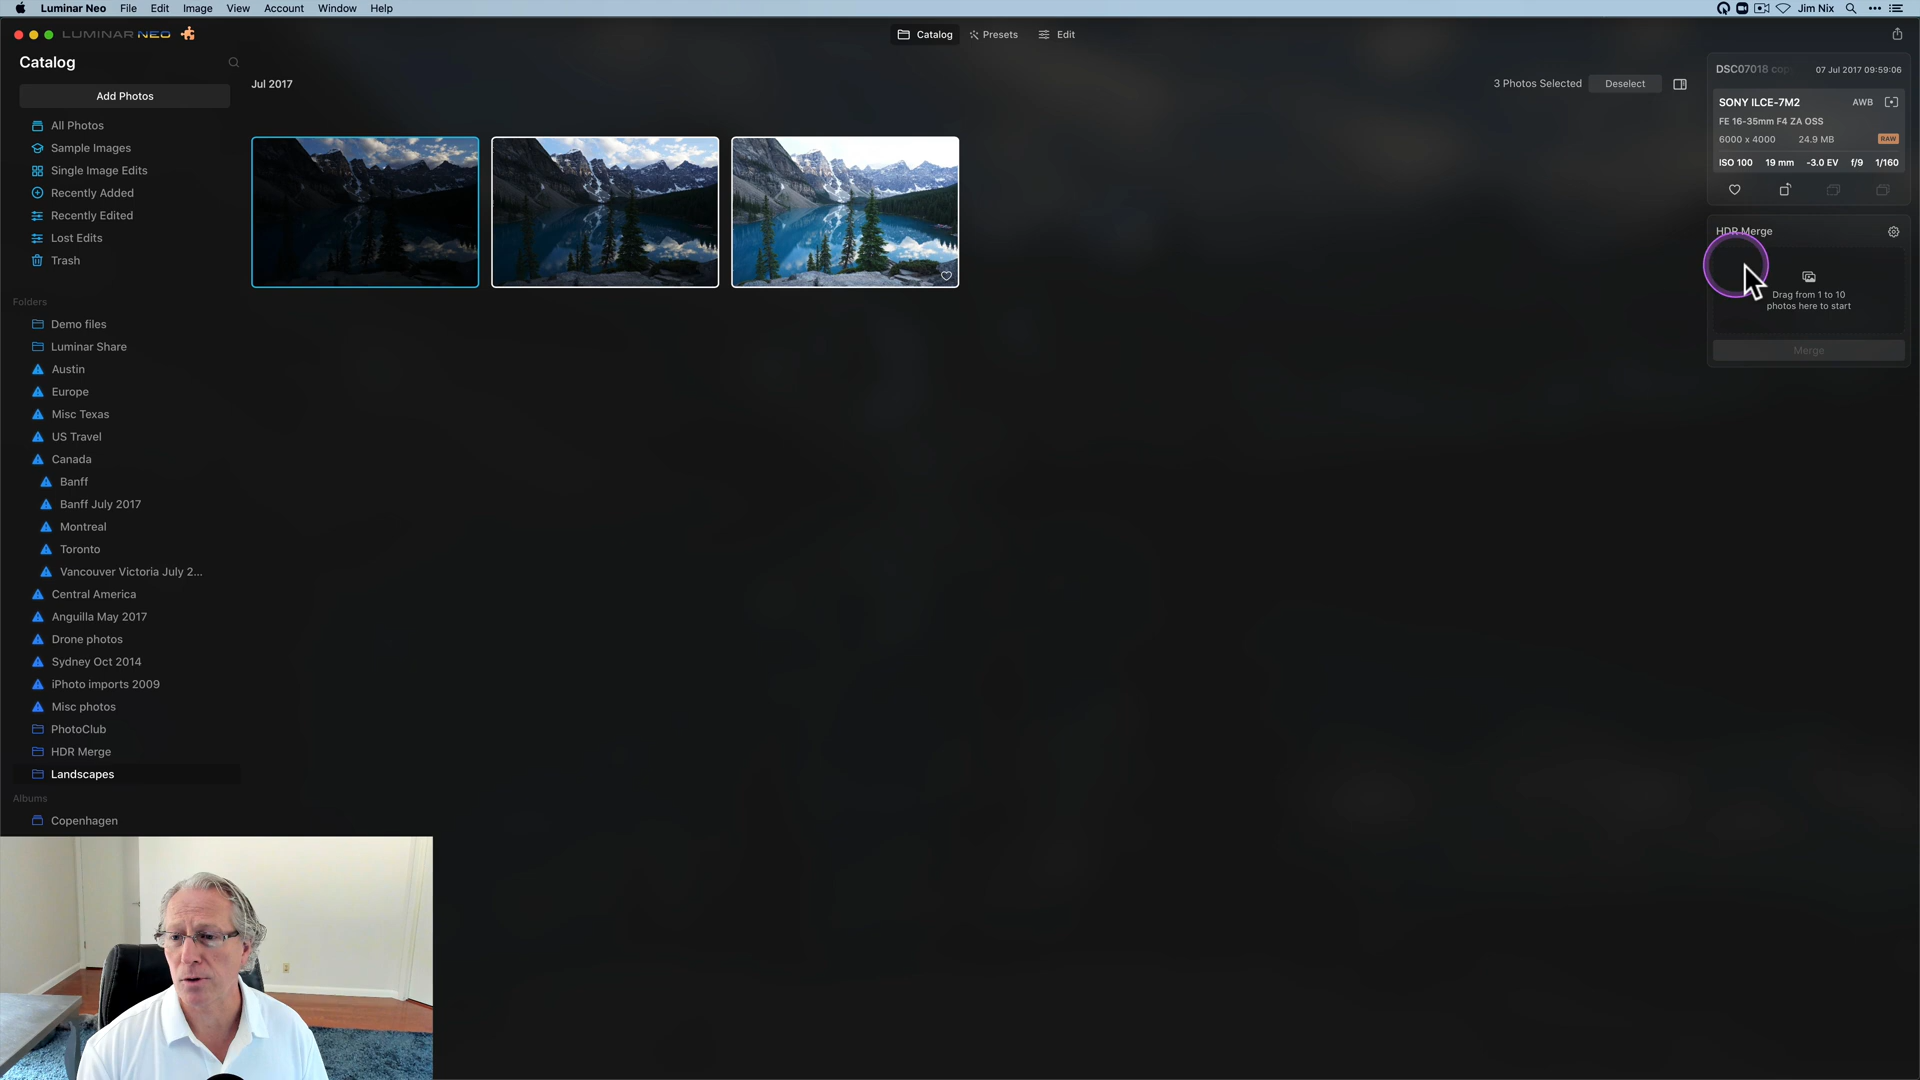 Luminar Neo File Edit Image View Account Window Help
Jim Nix
LUMINAR NEO
Catalog Presets Edit
Catalog
Add Photos
All Photos
Sample Images
Single Image Edits
Recently Added
Recently Edited
Lost Edits
Trash
Folders
Demo files
Luminar Share
Austin
Europe
Misc Texas
US Travel
Canada
Banff
Banff July 2017
Montreal
Toronto
Vancouver Victoria July 2...
Central America
Anguilla May 2017
Drone photos
Sydney Oct 2014
iPhoto imports 2009
Misc photos
PhotoClub
HDR Merge
Landscapes
Albums
Copenhagen
Jul 2017
3 Photos Selected Deselect
DSC07018 cop 07 Jul 2017 09:59:06
SONY ILCE-7M2 AWB
FE 16-35mm F4 ZA OSS
6000 x 4000 24.9 MB RAW
ISO 100 19 mm -3.0 EV f/9 1/160
HDR Merge
Drag from 1 to 10
photos here to start
Merge